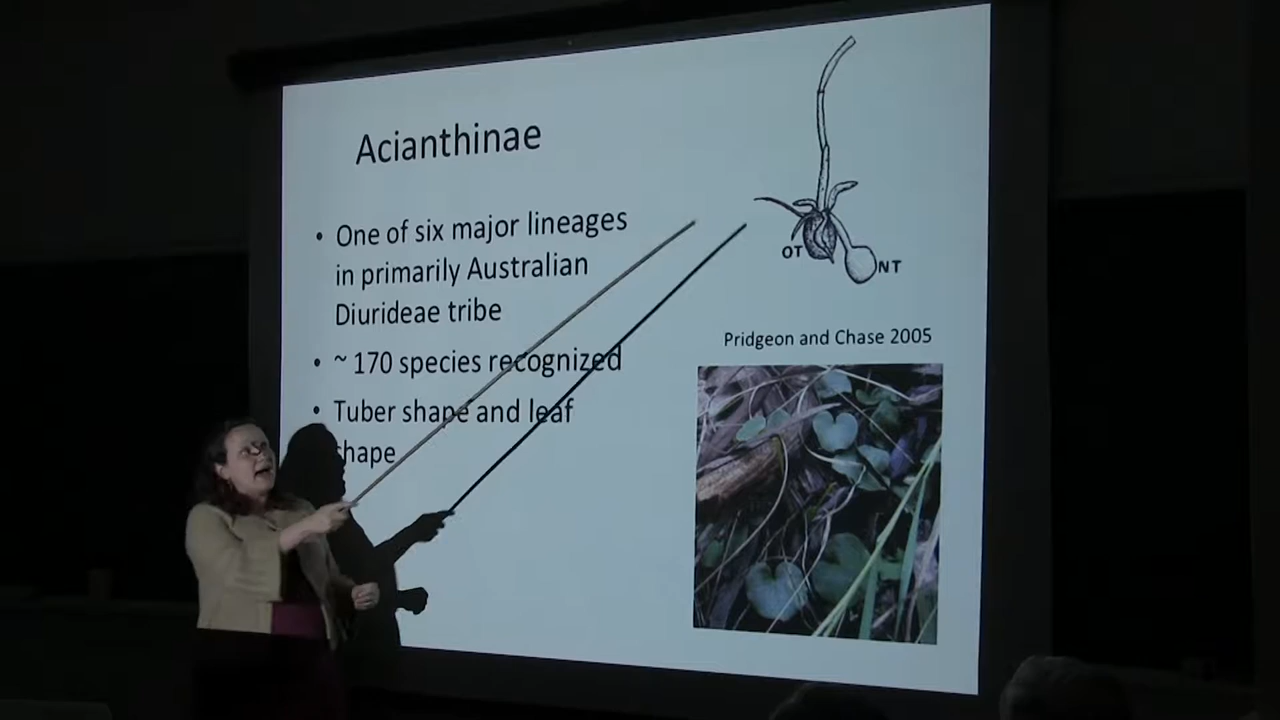 Acianthinae
• One of six major lineages
in primarily Australian
Diurideae tribe
• ~ 170 species recognized
• Tuber shape and leaf
shape
OT
NT
Pridgeon and Chase 2005